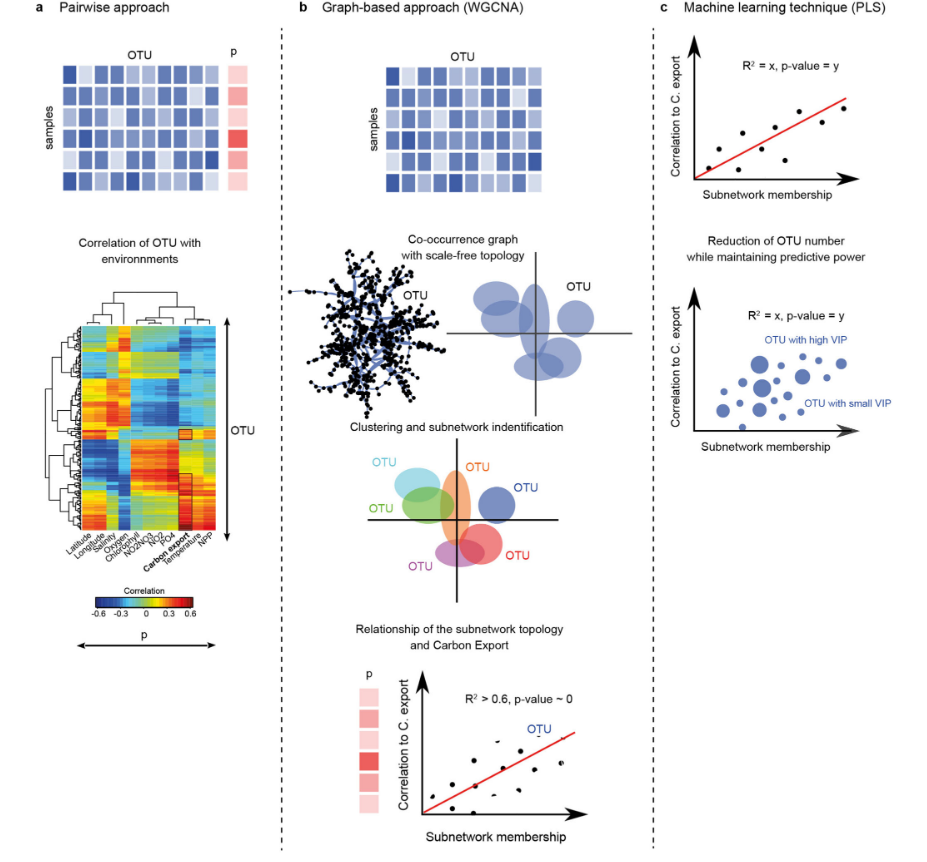 a Pairwise approach
OTU
p
samples
Correlation of OTU with
environnments
OTU
Latitude
Longitude
Salinity
Oxygen
Chlorophyll
NO2NO3
NO2
PO4
Carbon export
Temperature
NPP
Correlation
-0.6 -0.3 0 0.3 0.6
p
b Graph-based approach (WGCNA)
OTU
samples
Co-occurrence graph
with scale-free topology
OTU
OTU
Clustering and subnetwork indentification
OTU
OTU
OTU
OTU
OTU
OTU
Relationship of the subnetwork topology
and Carbon Export
p
Correlation to C. export
R² > 0.6, p-value ~ 0
OTU
Subnetwork membership
c Machine learning technique (PLS)
Correlation to C. export
R² = x, p-value = y
Subnetwork membership
Reduction of OTU number
while maintaining predictive power
Correlation to C. export
R² = x, p-value = y
OTU with high VIP
OTU with small VIP
Subnetwork membership